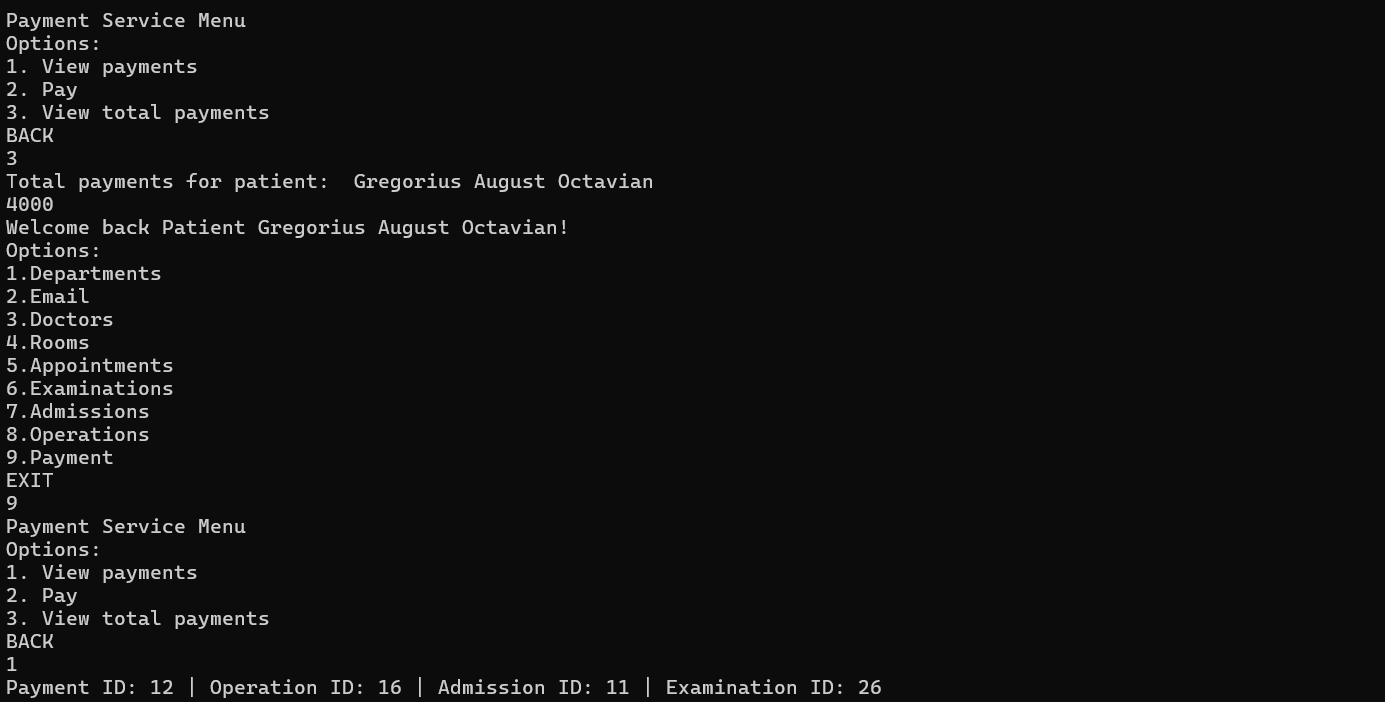 Payment Service Menu
Options:
1. View payments
2. Pay
3. View total payments
BACK
3
Total payments for patient:  Gregorius August Octavian
4000
Welcome back Patient Gregorius August Octavian!
Options:
1.Departments
2.Email
3.Doctors
4.Rooms
5.Appointments
6.Examinations
7.Admissions
8.Operations
9.Payment
EXIT
9
Payment Service Menu
Options:
1. View payments
2. Pay
3. View total payments
BACK
1
Payment ID: 12 | Operation ID: 16 | Admission ID: 11 | Examination ID: 26